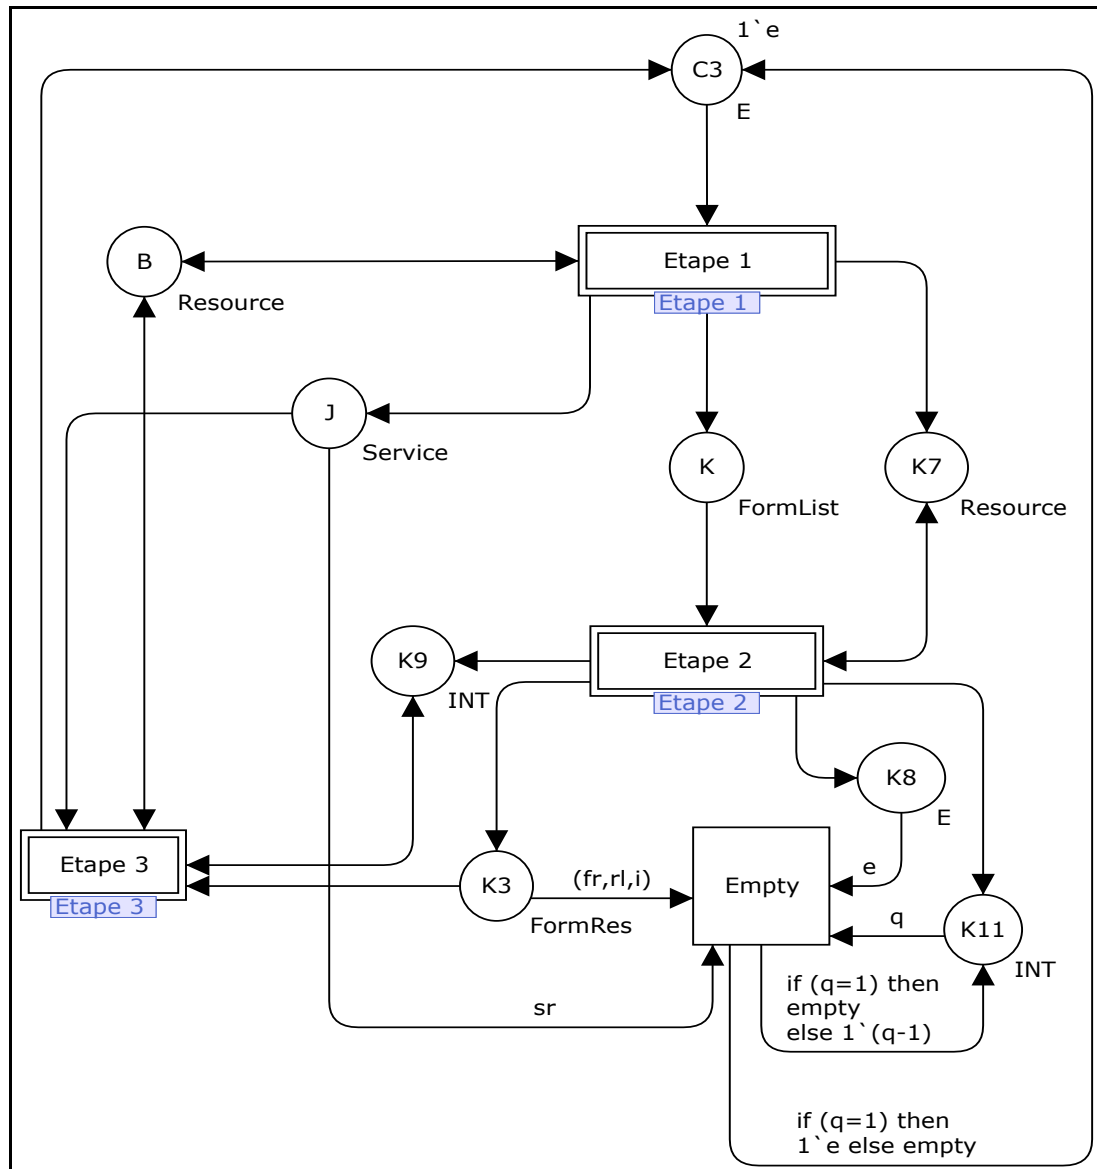 1`e
C3
E
B
Resource
Etape 1
Etape 1
J
Service
K
FormList
K7
Resource
K9
INT
Etape 2
Etape 2
K8
E
Etape 3
Etape 3
K3
FormRes
(fr,rl,i)
Empty
e
q
K11
INT
sr
if (q=1) then
empty
else 1`(q-1)
if (q=1) then
1`e else empty